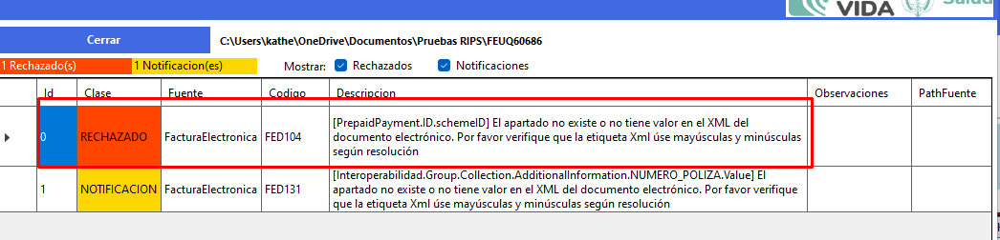 VIDA
Salud
Cerrar
C:\Users\kathe\OneDrive\Documentos\Pruebas RIPS\FEUQ60686
1 Rechazado(s)
1 Notificacion(es)
Mostrar:
Rechazados
Notificaciones
Id Clase Fuente Codigo Descripcion Observaciones PathFuente
0 RECHAZADO FacturaElectronica FED104
[PrepaidPayment.ID.schemeID] El apartado no existe o no tiene valor en el XML del
documento electrónico. Por favor verifique que la etiqueta Xml úse mayúsculas y minúsculas
según resolución
1 NOTIFICACION FacturaElectronica FED131
[Interoperabilidad.Group.Collection.AdditionalInformation.NUMERO_POLIZA.Value] El
apartado no existe o no tiene valor en el XML del documento electrónico. Por favor verifique
que la etiqueta Xml úse mayúsculas y minúsculas según resolución